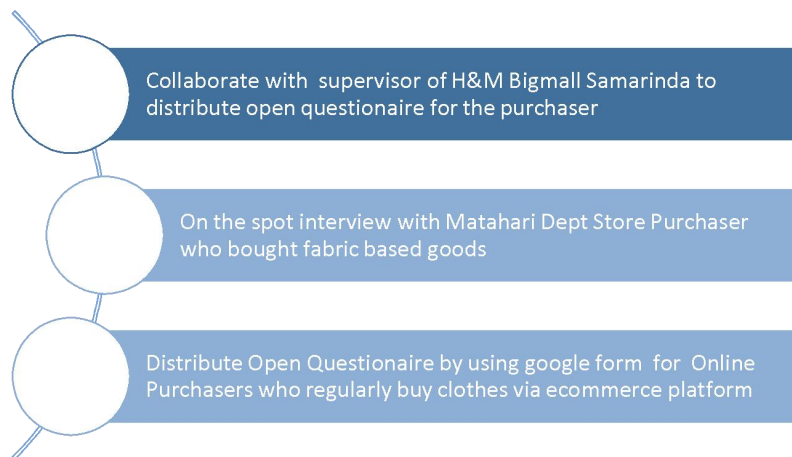 Collaborate with  supervisor of H&M Bigmall Samarinda to
distribute open questionaire for the purchaser
On the spot interview with Matahari Dept Store Purchaser
who bought fabric based goods
Distribute Open Questionaire by using google form  for  Online
Purchasers who regularly buy clothes via ecommerce platform